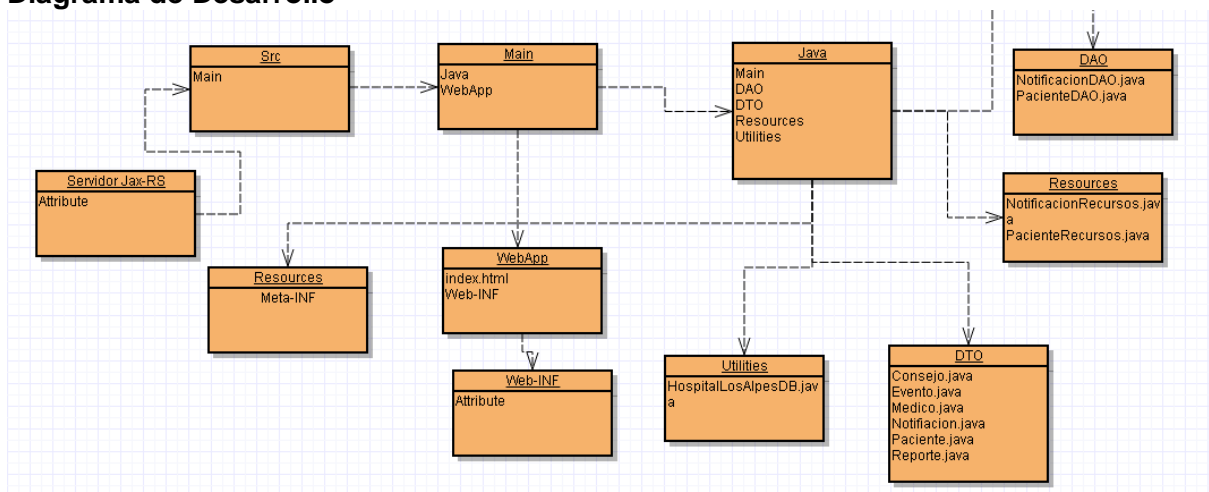 Diagrama de Desarrollo
Src
Main
Main
Java
WebApp
Java
Main
DAO
DTO
Resources
Utilities
DAO
NotificacionDAO.java
PacienteDAO.java
Servidor Jax-RS
Attribute
Resources
NotificacionRecursos.jav
a
PacienteRecursos.java
Resources
Meta-INF
WebApp
index.html
Web-INF
Web-INF
Attribute
Utilities
HospitalLosAlpesDB.jav
a
DTO
Consejo.java
Evento.java
Medico.java
Notifiacion.java
Paciente.java
Reporte.java